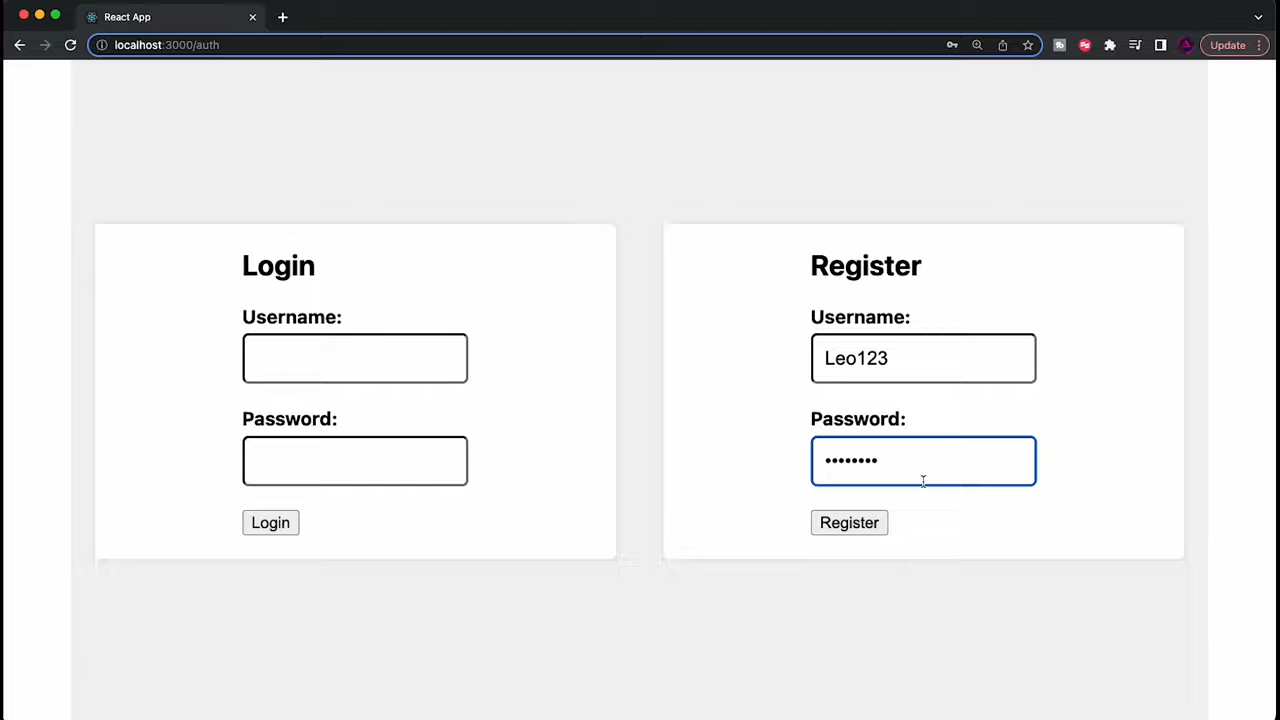 React App
localhost:3000/auth
Update
Login
Username:
Password:
Login
Register
Username:
Leo123
Password:
••••••••
Register